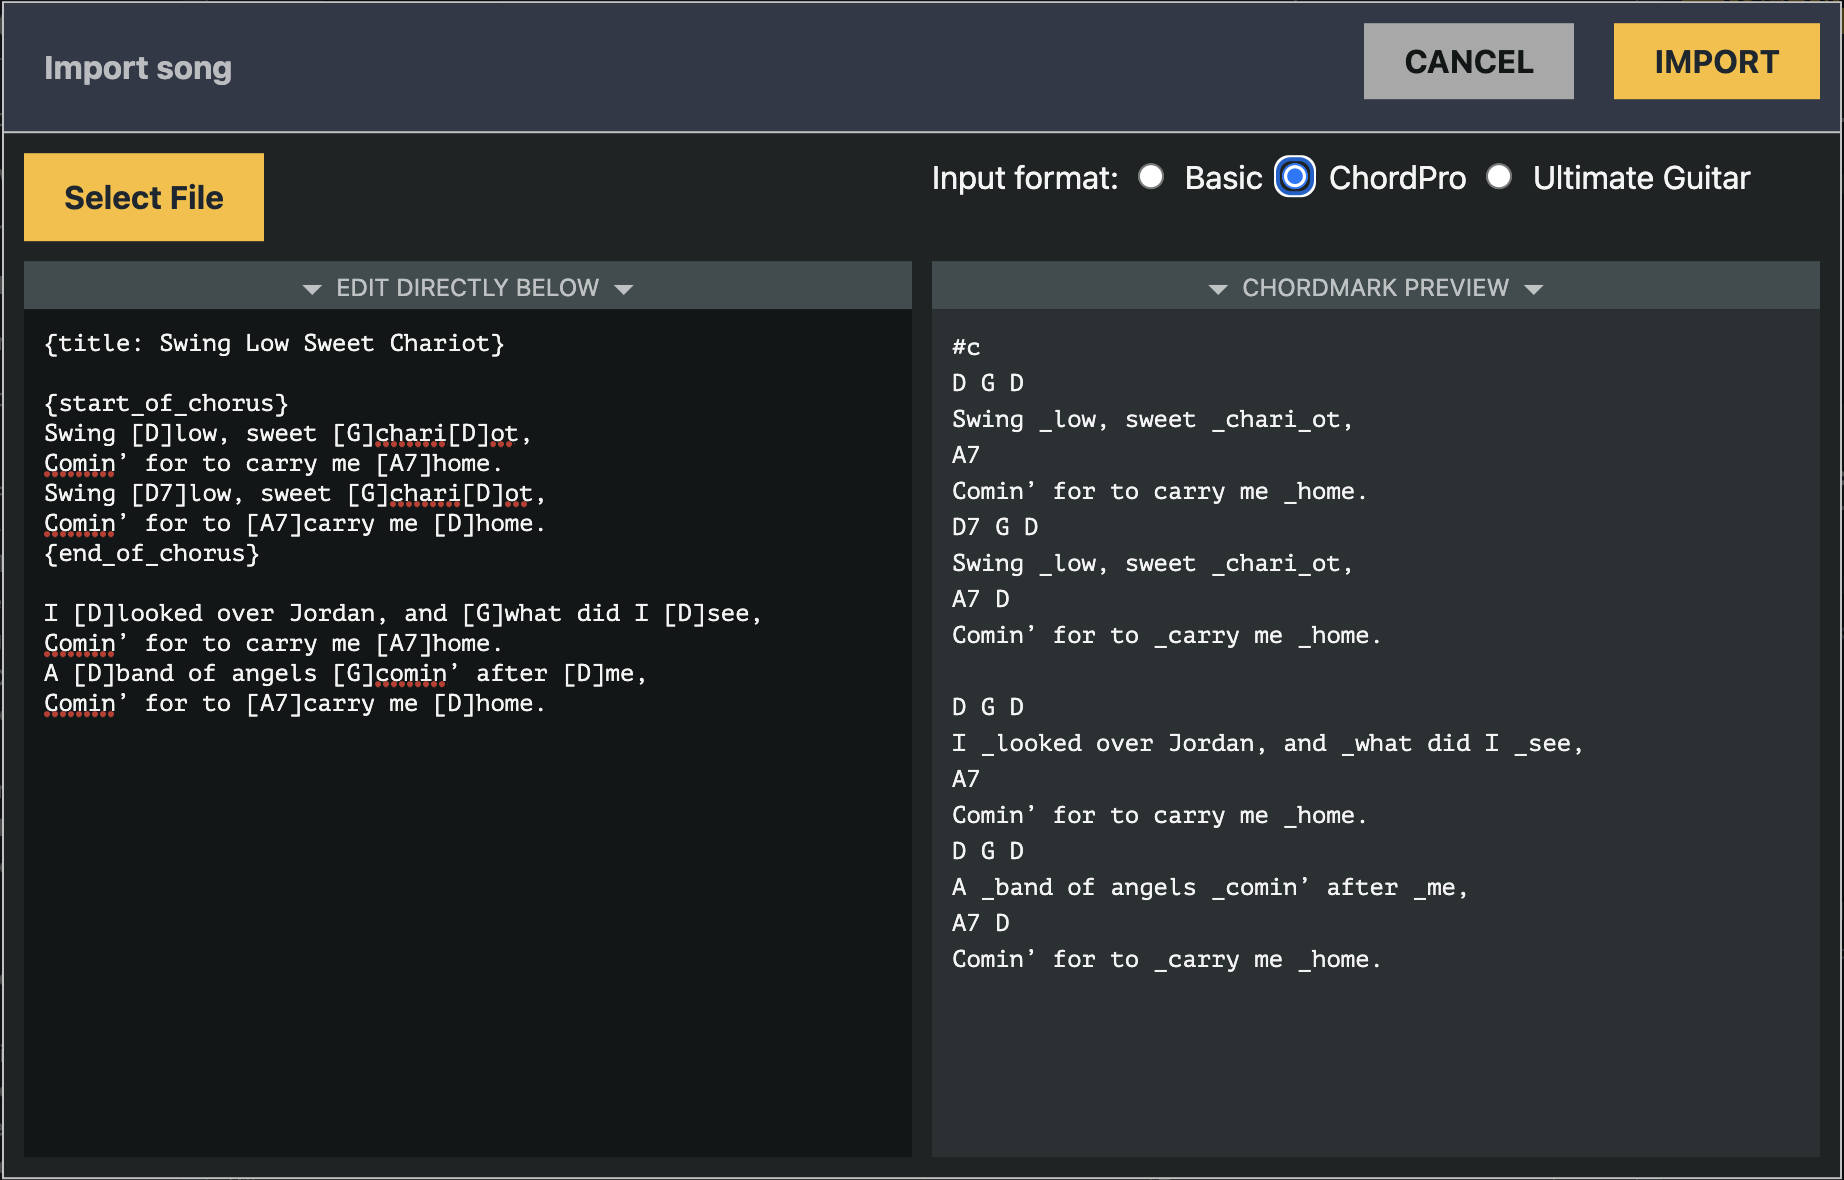 Import song
CANCEL
IMPORT
Select File
Input format: Basic ChordPro Ultimate Guitar
EDIT DIRECTLY BELOW
{title: Swing Low Sweet Chariot}
{start_of_chorus}
Swing [D]low, sweet [G]chari[D]ot,
Comin’ for to carry me [A7]home.
Swing [D7]low, sweet [G]chari[D]ot,
Comin’ for to [A7]carry me [D]home.
{end_of_chorus}
I [D]looked over Jordan, and [G]what did I [D]see,
Comin’ for to carry me [A7]home.
A [D]band of angels [G]comin’ after [D]me,
Comin’ for to [A7]carry me [D]home.
CHORDMARK PREVIEW
#c
D G D
Swing _low, sweet _chari_ot,
A7
Comin’ for to carry me _home.
D7 G D
Swing _low, sweet _chari_ot,
A7 D
Comin’ for to _carry me _home.
D G D
I _looked over Jordan, and _what did I _see,
A7
Comin’ for to carry me _home.
D G D
A _band of angels _comin’ after _me,
A7 D
Comin’ for to _carry me _home.